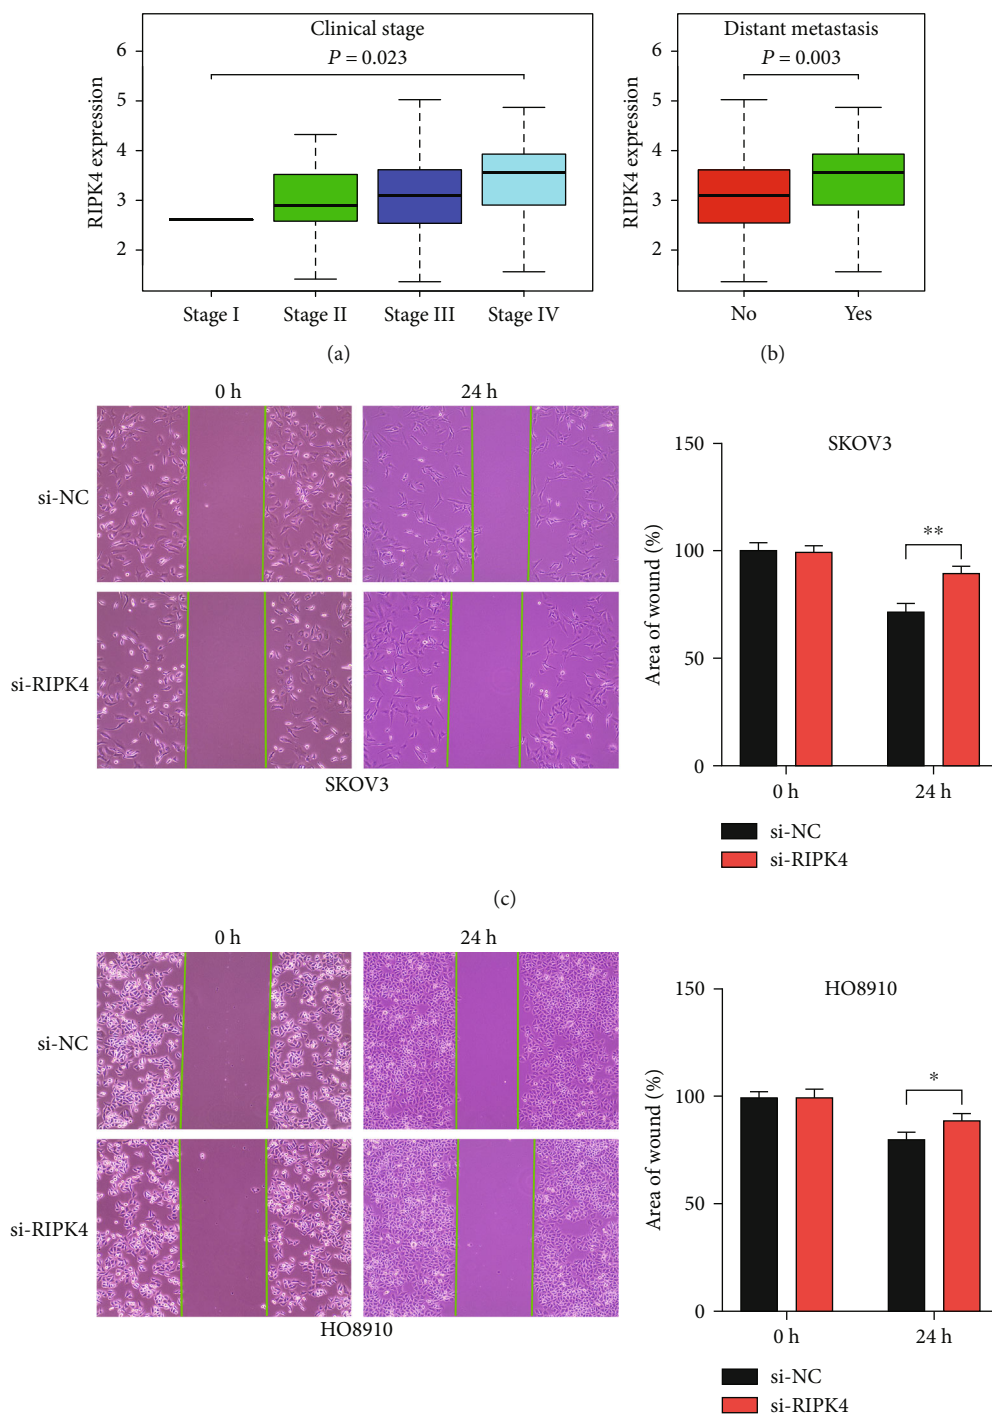 Clinical stage
P = 0.023
RIPK4 expression
6
5
4
3
2
Stage I
Stage II
Stage III
Stage IV
(a)
Distant metastasis
P = 0.003
RIPK4 expression
6
5
4
3
2
No
Yes
(b)
0 h
24 h
si-NC
si-RIPK4
SKOV3
SKOV3
Area of wound (%)
150
100
50
0
**
0 h
24 h
si-NC
si-RIPK4
(c)
0 h
24 h
si-NC
si-RIPK4
HO8910
HO8910
Area of wound (%)
150
100
50
0
*
0 h
24 h
si-NC
si-RIPK4